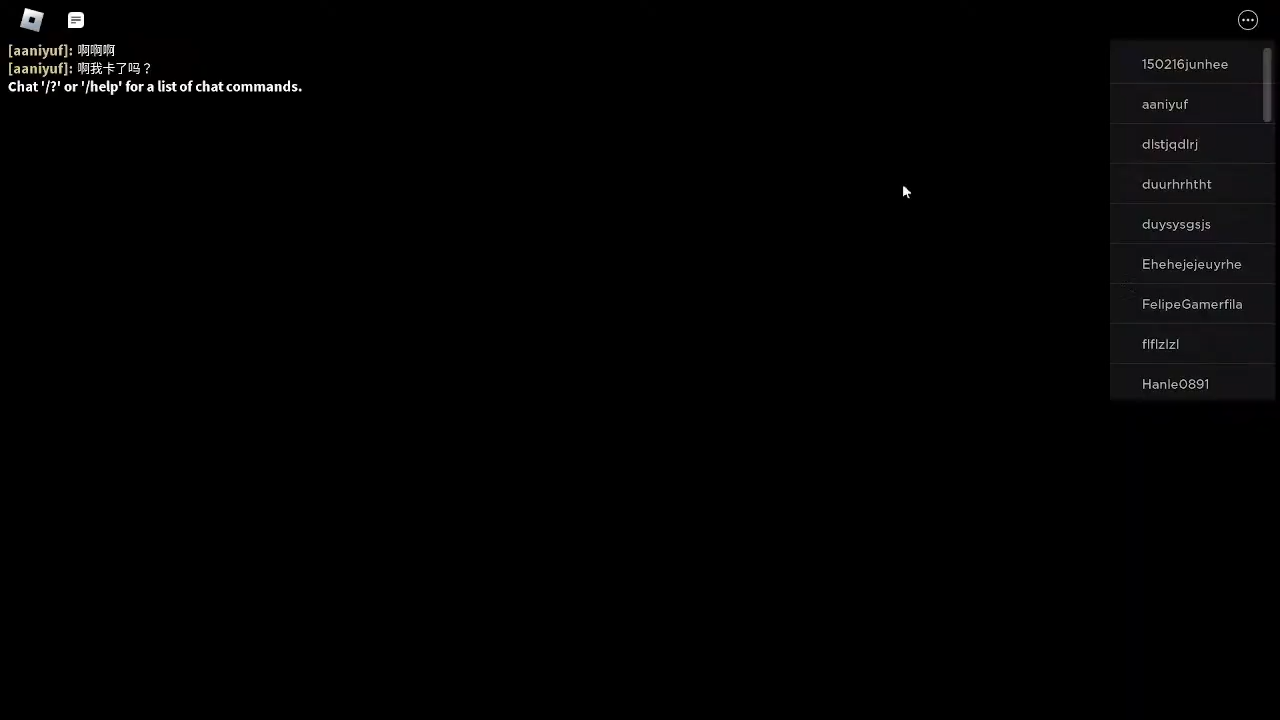 [aaniyuf]: 啊啊啊
[aaniyuf]: 啊我卡了吗？
Chat '/?' or '/help' for a list of chat commands.
150216junhee
aaniyuf
dlstjqdlrj
duurhrhtht
duysysgsjs
Ehehejejeuyrhe
FelipeGamerfila
flflzlzl
Hanle0891